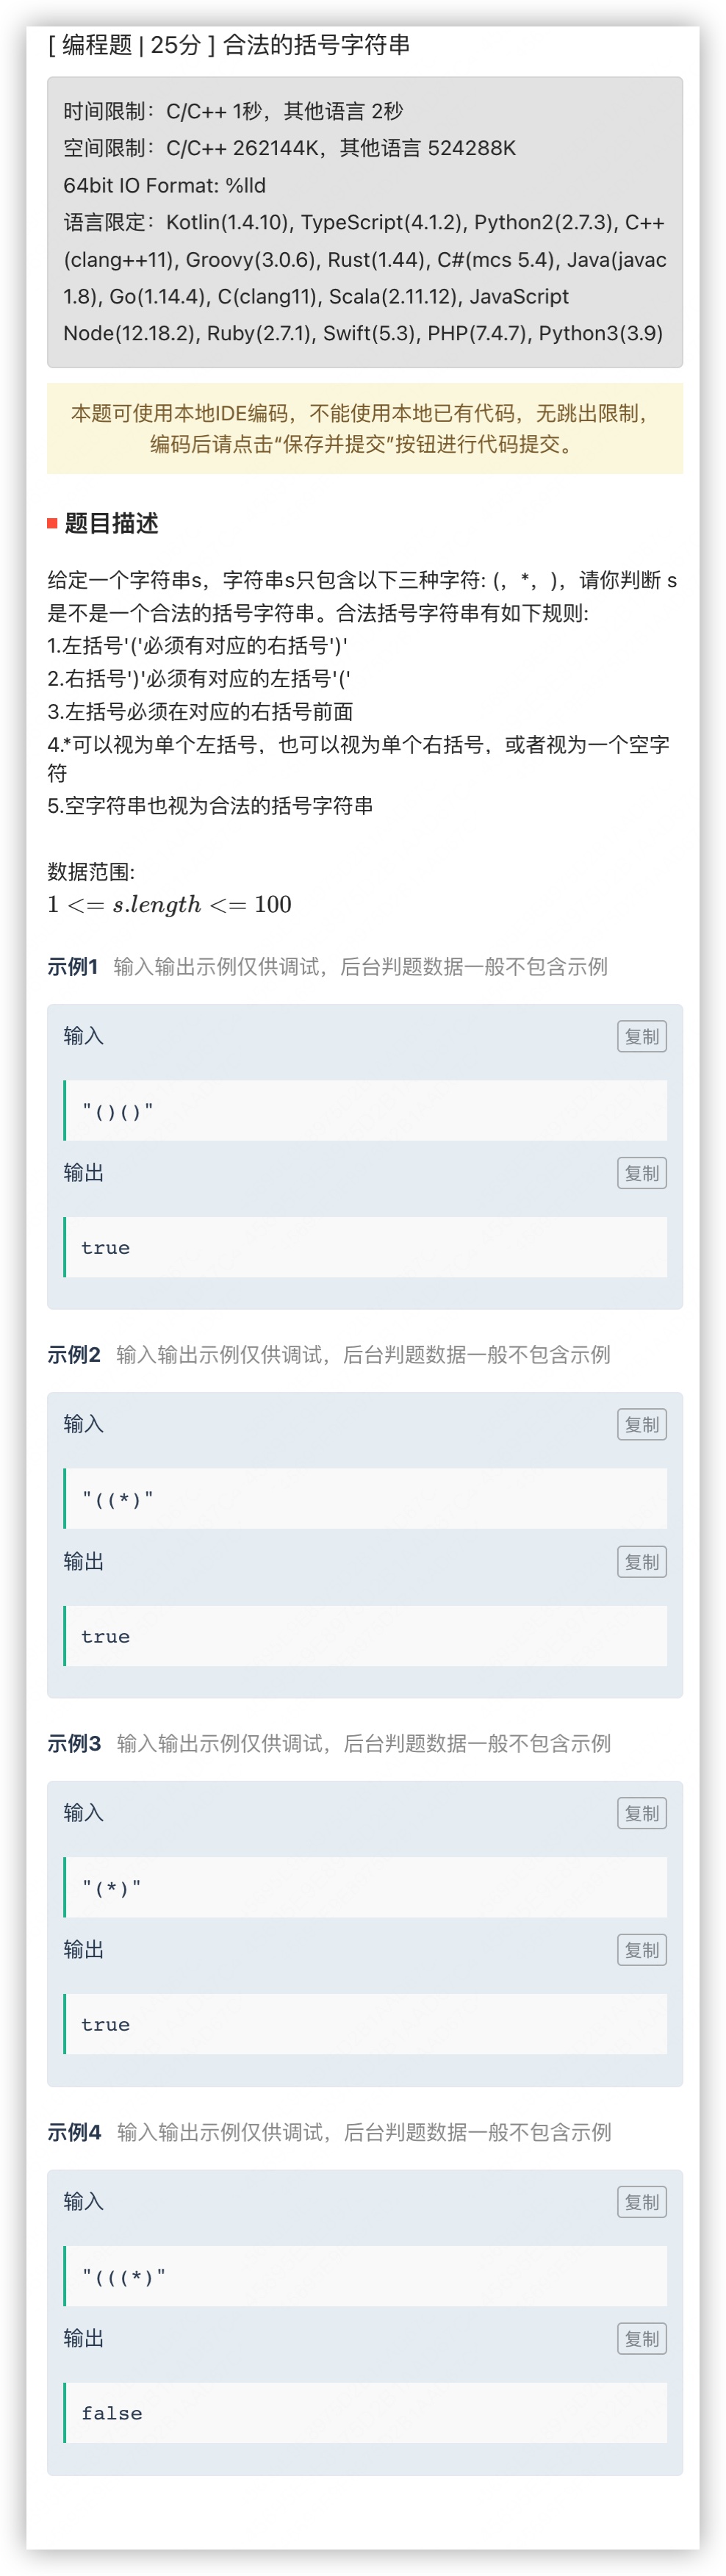 [ 编程题 | 25分 ] 合法的括号字符串
时间限制：C/C++ 1秒，其他语言 2秒
空间限制：C/C++ 262144K，其他语言 524288K
64bit IO Format: %lld
语言限定：Kotlin(1.4.10), TypeScript(4.1.2), Python2(2.7.3), C++
(clang++11), Groovy(3.0.6), Rust(1.44), C#(mcs 5.4), Java(javac
1.8), Go(1.14.4), C(clang11), Scala(2.11.12), JavaScript
Node(12.18.2), Ruby(2.7.1), Swift(5.3), PHP(7.4.7), Python3(3.9)
本题可使用本地IDE编码，不能使用本地已有代码，无跳出限制，
编码后请点击“保存并提交”按钮进行代码提交。
题目描述
给定一个字符串s，字符串s只包含以下三种字符: (，*，)，请你判断 s
是不是一个合法的括号字符串。合法括号字符串有如下规则:
1.左括号'('必须有对应的右括号')'
2.右括号')'必须有对应的左括号'('
3.左括号必须在对应的右括号前面
4.*可以视为单个左括号，也可以视为单个右括号，或者视为一个空字
符
5.空字符串也视为合法的括号字符串
数据范围:
1 <= s.length <= 100
示例1 输入输出示例仅供调试，后台判题数据一般不包含示例
输入 复制
"()()"
输出 复制
true
示例2 输入输出示例仅供调试，后台判题数据一般不包含示例
输入 复制
"((*)"
输出 复制
true
示例3 输入输出示例仅供调试，后台判题数据一般不包含示例
输入 复制
"(*)"
输出 复制
true
示例4 输入输出示例仅供调试，后台判题数据一般不包含示例
输入 复制
"(((*)"
输出 复制
false